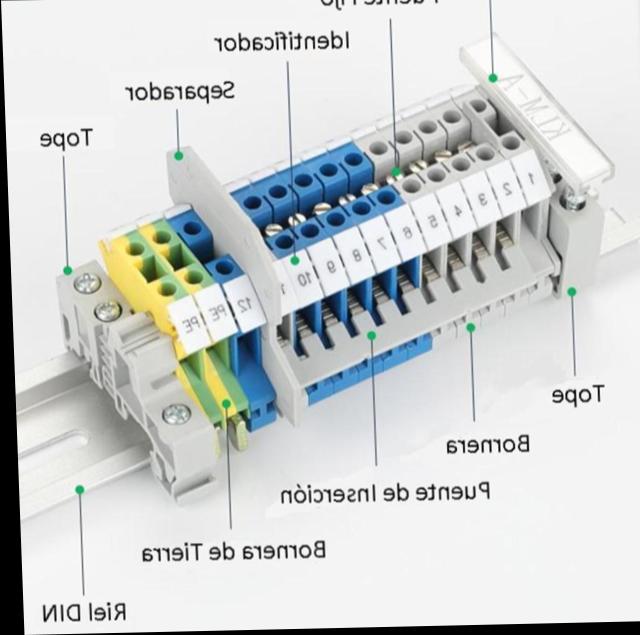 Puente Fijo
Identificador
Separador
Tope
KLM-A
1 2 3 4 5 6 7 8 9 10
12 PE PE
Tope
Bornera
Puente de Inserción
Bornera de Tierra
Riel DIN